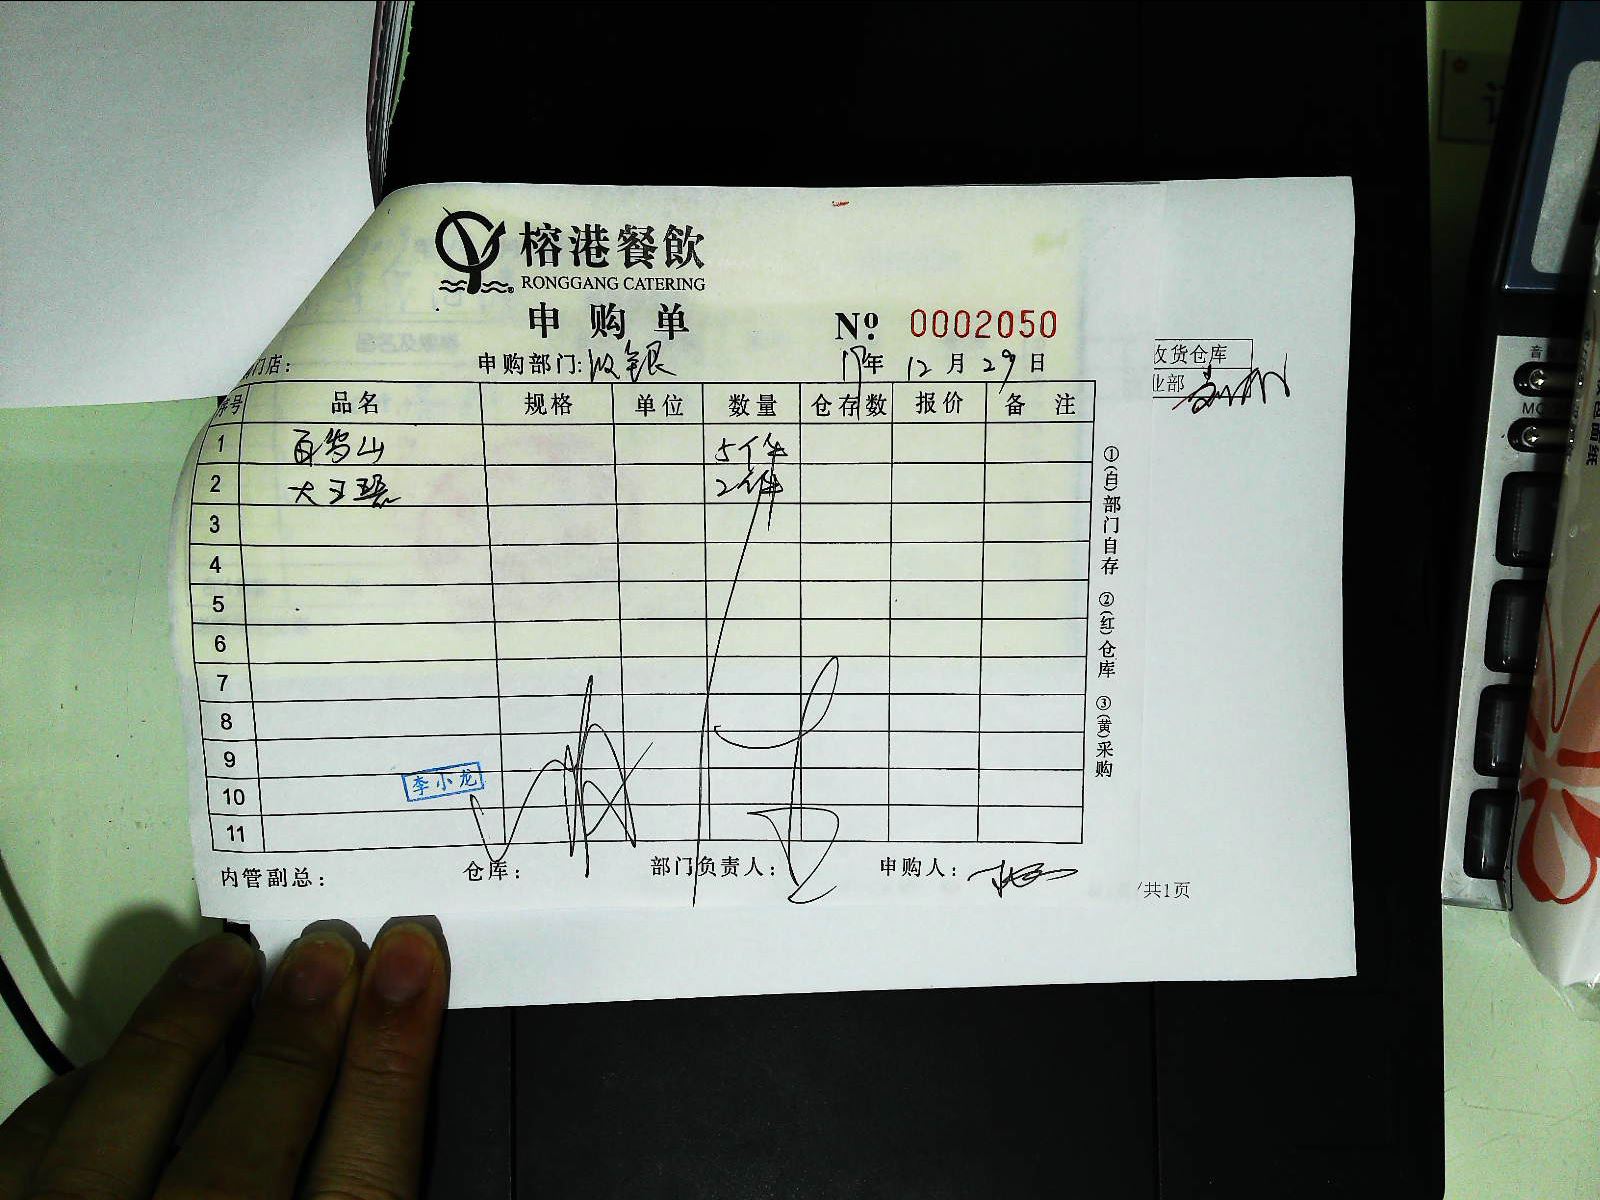 榕港餐飲
RONGGANG CATERING
申购单
№ 0002050
门店： 申购部门：收银 17年 12月 29日
收货仓库
业部
序号 品名 规格 单位 数量 仓存数 报价 备注
1 百岁山 5件
2 大王 2件
3
4
5
6
7
8
9
10
11
李小龙
①(自)部门自存 ②(红)仓库 ③(黄)采购
内管副总： 仓库： 部门负责人： 申购人：
/共1页
音
MC